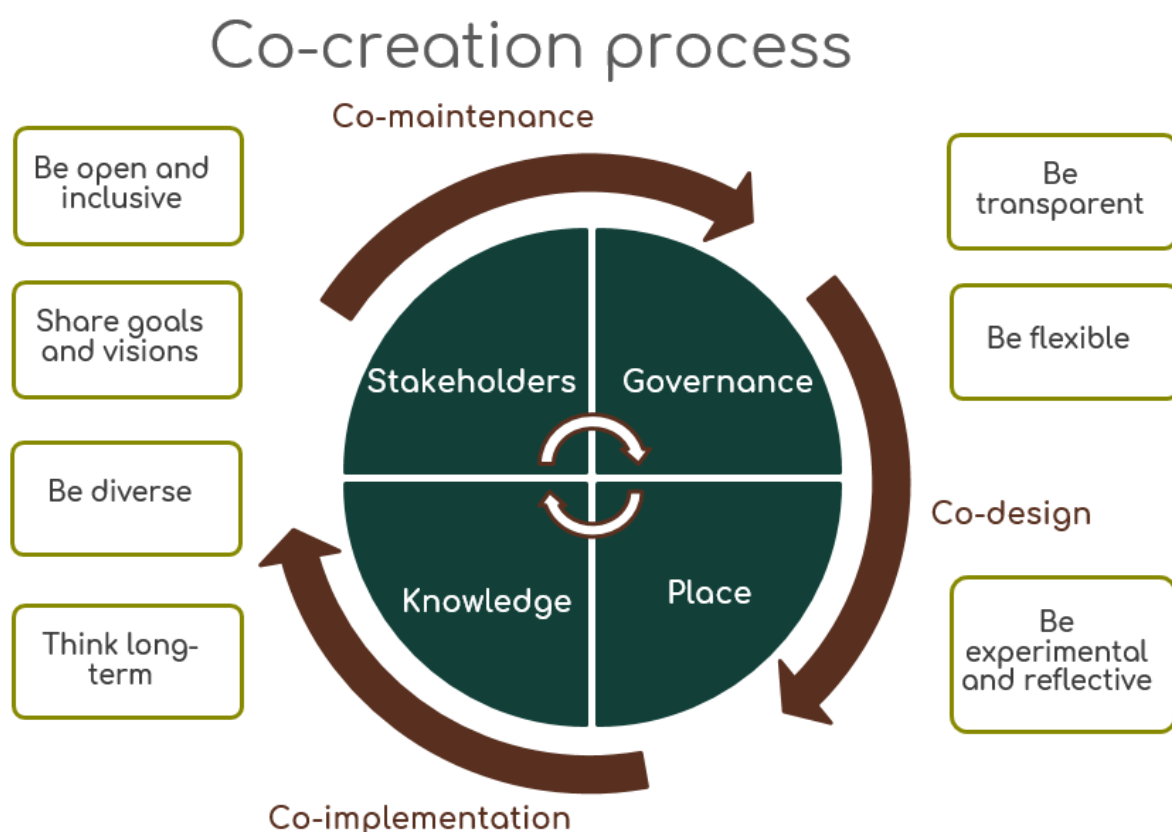 Co-creation process
Co-maintenance
Be open and
inclusive
Share goals
and visions
Be diverse
Think long-
term
Stakeholders
Governance
Knowledge
Place
Be
transparent
Be flexible
Co-design
Be
experimental
and reflective
Co-implementation